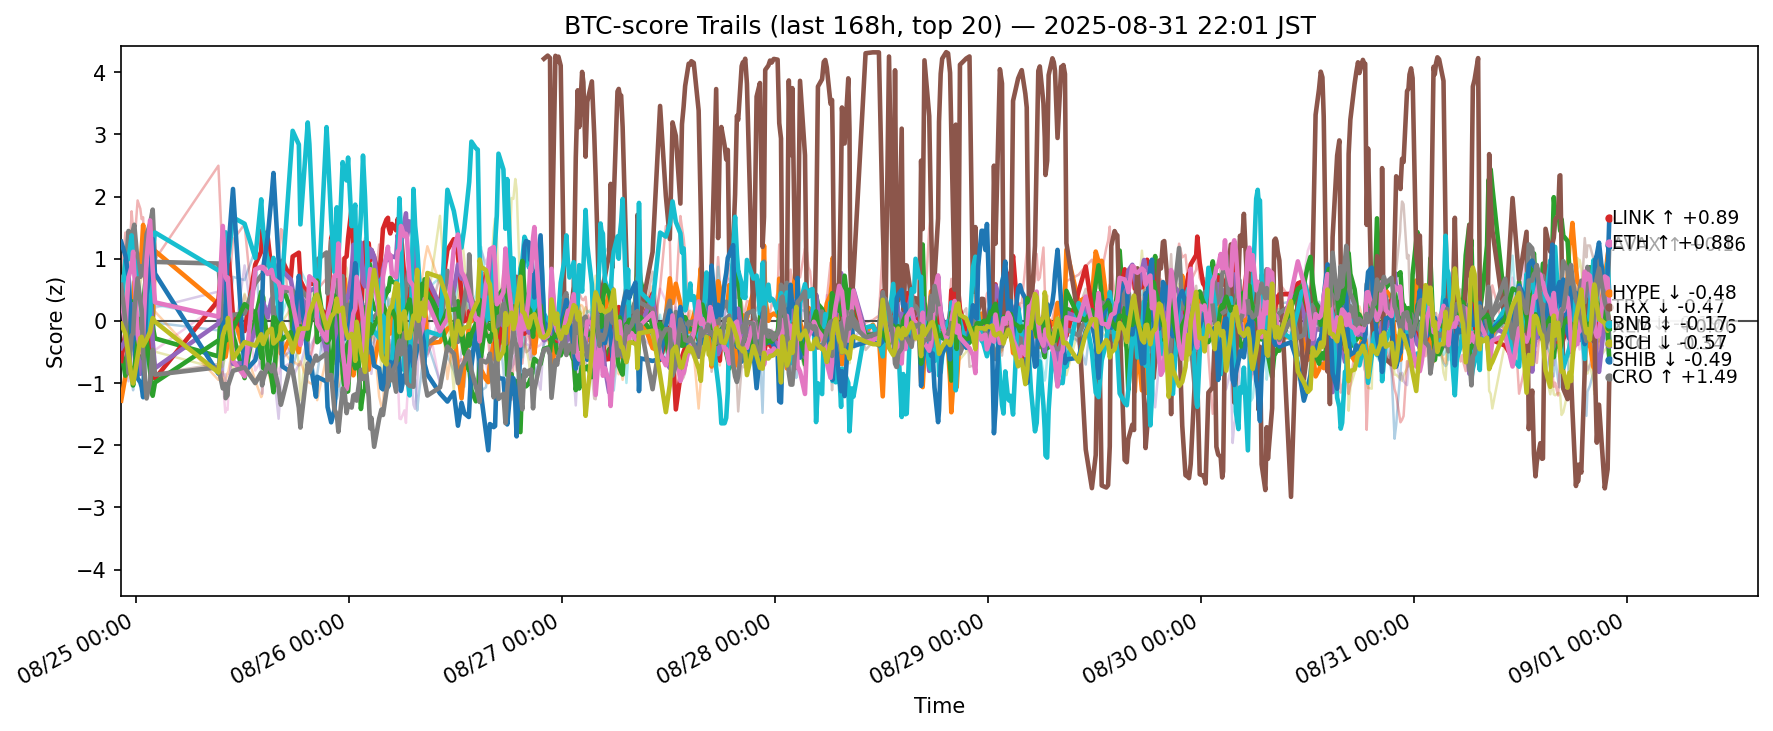 BTC-score Trails (last 168h, top 20) — 2025-08-31 22:01 JST
Score (z)
4
3
2
1
0
−1
−2
−3
−4
LINK ↑ +0.89
ETH ↑ +0.88
HYPE ↓ -0.48
TRX ↓ -0.47
BNB ↓ -0.17
BCH ↓ -0.57
SHIB ↓ -0.49
CRO ↑ +1.49
08/25 00:00
08/26 00:00
08/27 00:00
08/28 00:00
08/29 00:00
08/30 00:00
08/31 00:00
09/01 00:00
Time